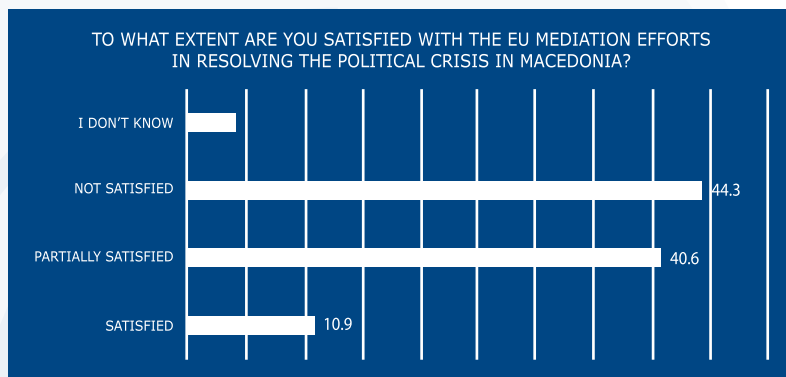 TO WHAT EXTENT ARE YOU SATISFIED WITH THE EU MEDIATION EFFORTS
IN RESOLVING THE POLITICAL CRISIS IN MACEDONIA?
I DON'T KNOW
NOT SATISFIED
44.3
PARTIALLY SATISFIED
40.6
SATISFIED
10.9